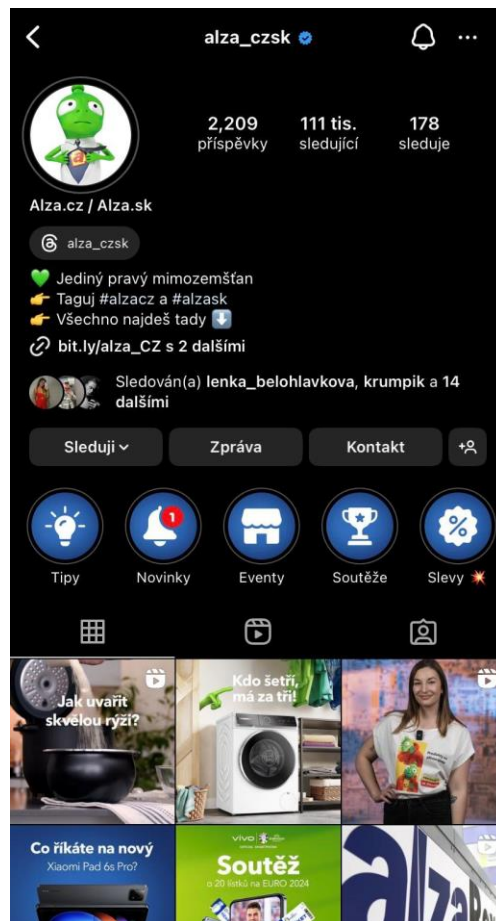 alza_czsk
2,209 111 tis. 178
příspěvky sledující sleduje
Alza.cz / Alza.sk
alza_czsk
💚 Jediný pravý mimozemšťan
👉 Taguj #alzacz a #alzask
👉 Všechno najdeš tady ⬇️
bit.ly/alza_CZ s 2 dalšími
Sledován(a) lenka_belohlavkova, krumpik a 14
dalšími
Sleduji Zpráva Kontakt
1
Tipy Novinky Eventy Soutěže Slevy 💥
Jak uvařit
skvělou rýži?
Kdo šetří,
má za tři!
Co říkáte na nový
Xiaomi Pad 6s Pro?
vivo
Soutěž
o 20 lístků na EURO 2024
alza